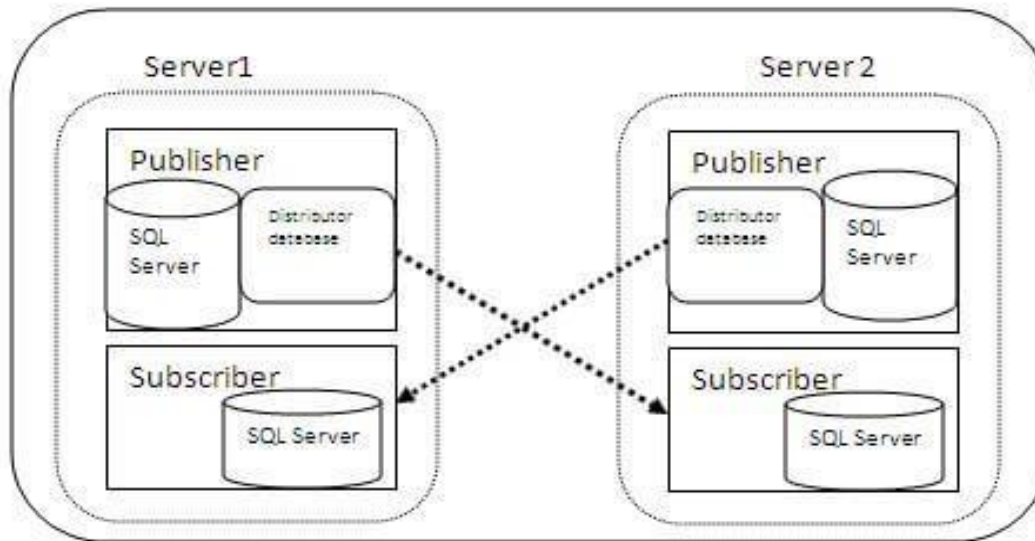 Server1
Publisher
SQL
Server
Distributor
database
Subscriber
SQL Server
Server 2
Publisher
Distributor
database
SQL
Server
Subscriber
SQL Server